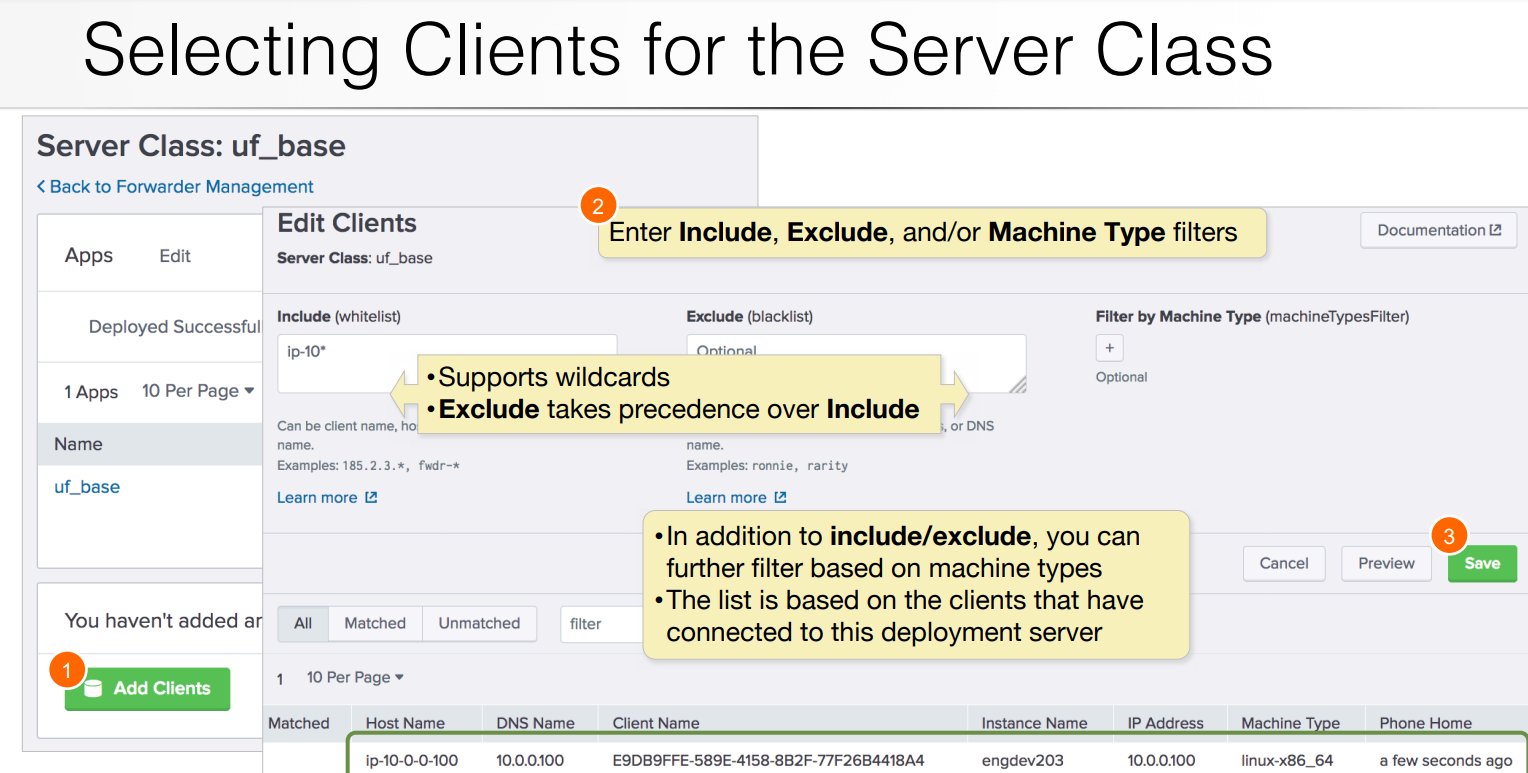 Selecting Clients for the Server Class
Server Class: uf_base
Back to Forwarder Management
Apps Edit
Deployed Successful
1 Apps 10 Per Page
Name
uf_base
You haven't added an
1
Add Clients
Edit Clients
Server Class: uf_base
2
Enter Include, Exclude, and/or Machine Type filters
Documentation
Include (whitelist)
ip-10*
Exclude (blacklist)
Optional
Filter by Machine Type (machineTypesFilter)
+
Optional
•Supports wildcards
•Exclude takes precedence over Include
Can be client name, ho
name.
Examples: 185.2.3.*, fwdr-*
Learn more
, or DNS
name.
Examples: ronnie, rarity
Learn more
•In addition to include/exclude, you can
further filter based on machine types
•The list is based on the clients that have
connected to this deployment server
Cancel Preview
3
Save
All Matched Unmatched filter
1 10 Per Page
Matched Host Name DNS Name Client Name Instance Name IP Address Machine Type Phone Home
ip-10-0-0-100 10.0.0.100 E9DB9FFE-589E-4158-8B2F-77F26B4418A4 engdev203 10.0.0.100 linux-x86_64 a few seconds ago